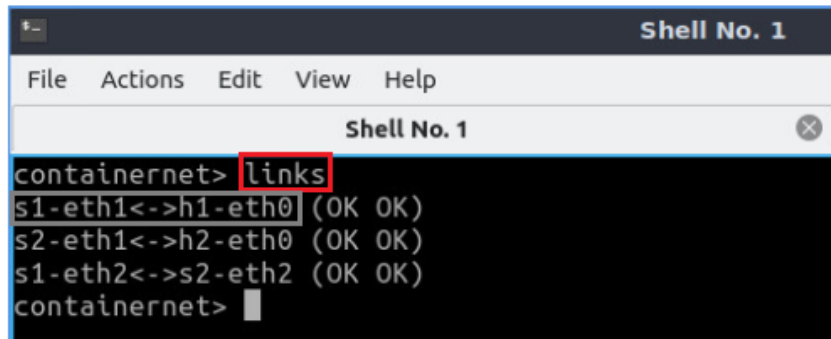 Shell No. 1
File Actions Edit View Help
Shell No. 1
containernet> links
s1-eth1<->h1-eth0 (OK OK)
s2-eth1<->h2-eth0 (OK OK)
s1-eth2<->s2-eth2 (OK OK)
containernet>